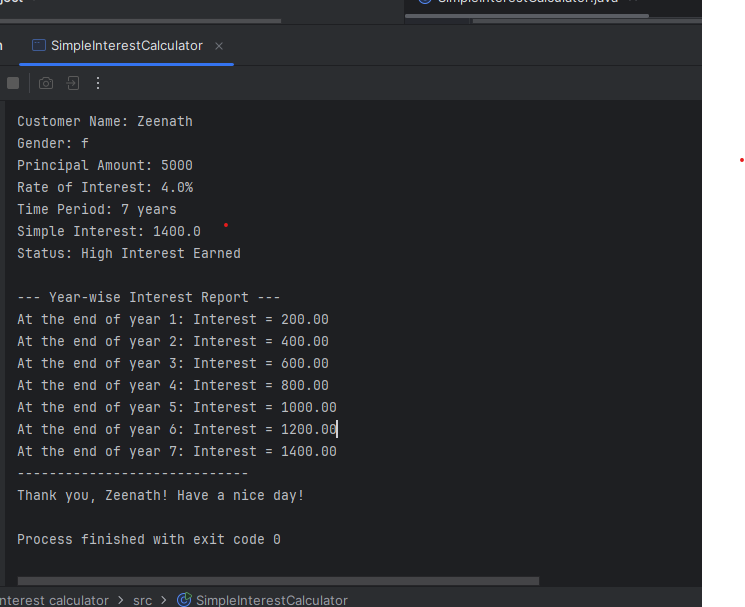 SimpleInterestCalculator
Customer Name: Zeenath
Gender: f
Principal Amount: 5000
Rate of Interest: 4.0%
Time Period: 7 years
Simple Interest: 1400.0
Status: High Interest Earned
--- Year-wise Interest Report ---
At the end of year 1: Interest = 200.00
At the end of year 2: Interest = 400.00
At the end of year 3: Interest = 600.00
At the end of year 4: Interest = 800.00
At the end of year 5: Interest = 1000.00
At the end of year 6: Interest = 1200.00
At the end of year 7: Interest = 1400.00
-----------------------------
Thank you, Zeenath! Have a nice day!
Process finished with exit code 0
nterest calculator > src > SimpleInterestCalculator